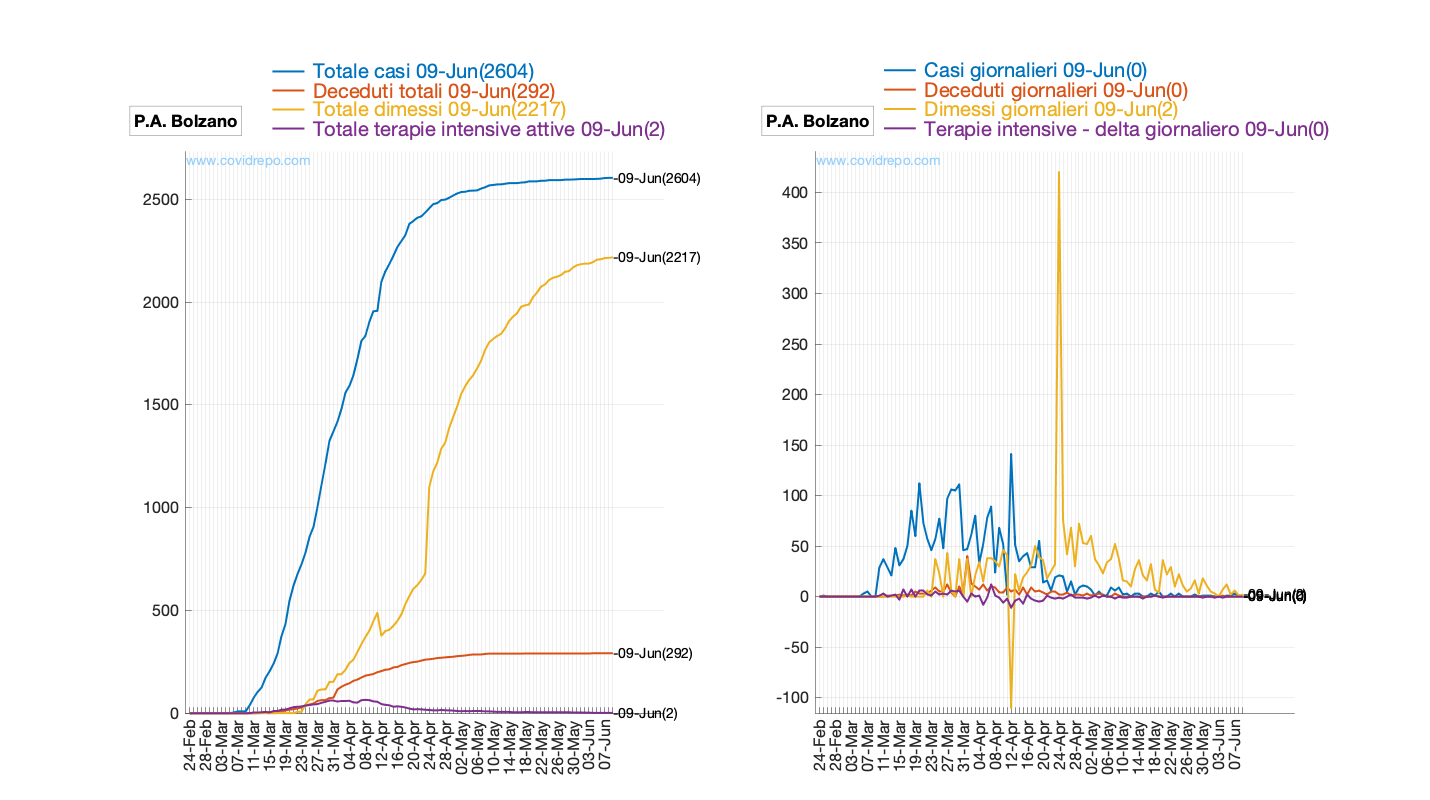 Totale casi 09-Jun(2604)
Deceduti totali 09-Jun(292)
Totale dimessi 09-Jun(2217)
Totale terapie intensive attive 09-Jun(2)
P.A. Bolzano
www.covidrepo.com
2500
2000
1500
1000
500
0
-09-Jun(2604)
-09-Jun(2217)
-09-Jun(292)
-09-Jun(2)
24-Feb
28-Feb
03-Mar
07-Mar
11-Mar
15-Mar
19-Mar
23-Mar
27-Mar
31-Mar
04-Apr
08-Apr
12-Apr
16-Apr
20-Apr
24-Apr
28-Apr
02-May
06-May
10-May
14-May
18-May
22-May
26-May
30-May
03-Jun
07-Jun
Casi giornalieri 09-Jun(0)
Deceduti giornalieri 09-Jun(0)
Dimessi giornalieri 09-Jun(2)
Terapie intensive - delta giornaliero 09-Jun(0)
P.A. Bolzano
www.covidrepo.com
400
350
300
250
200
150
100
50
0
-50
-100
24-Feb
28-Feb
03-Mar
07-Mar
11-Mar
15-Mar
19-Mar
23-Mar
27-Mar
31-Mar
04-Apr
08-Apr
12-Apr
16-Apr
20-Apr
24-Apr
28-Apr
02-May
06-May
10-May
14-May
18-May
22-May
26-May
30-May
03-Jun
07-Jun